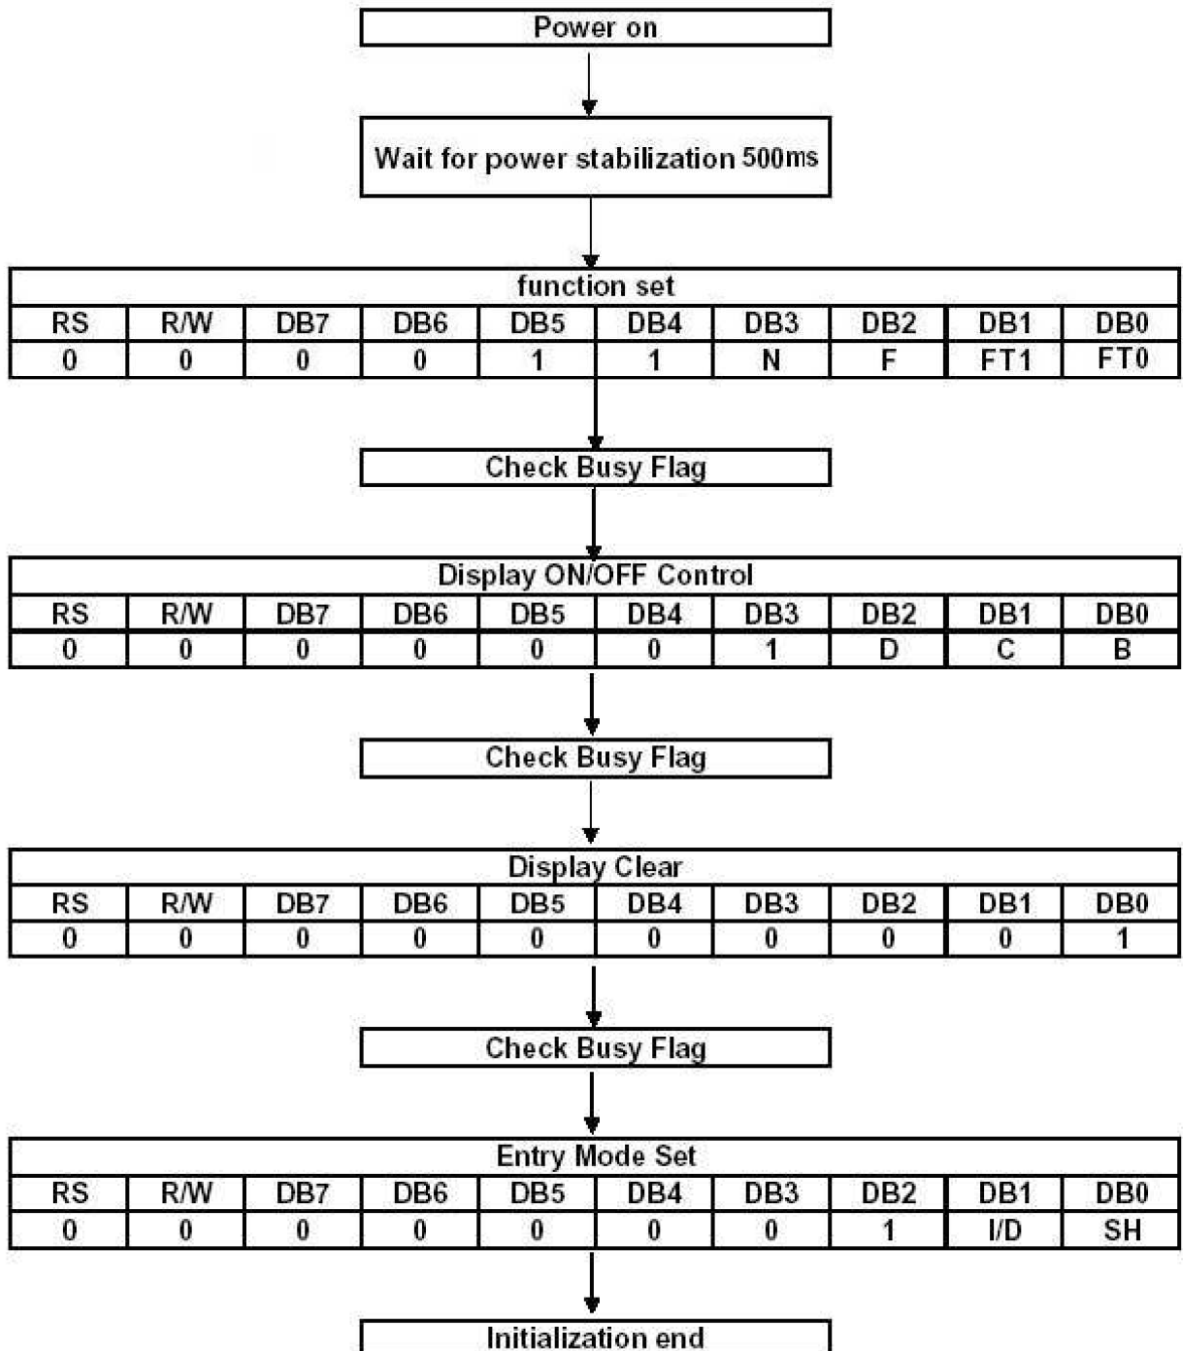 Power on
Wait for power stabilization 500ms
function set
RS R/W DB7 DB6 DB5 DB4 DB3 DB2 DB1 DB0
0 0 0 0 1 1 N F FT1 FT0
Check Busy Flag
Display ON/OFF Control
RS R/W DB7 DB6 DB5 DB4 DB3 DB2 DB1 DB0
0 0 0 0 0 0 1 D C B
Check Busy Flag
Display Clear
RS R/W DB7 DB6 DB5 DB4 DB3 DB2 DB1 DB0
0 0 0 0 0 0 0 0 0 1
Check Busy Flag
Entry Mode Set
RS R/W DB7 DB6 DB5 DB4 DB3 DB2 DB1 DB0
0 0 0 0 0 0 0 1 I/D SH
Initialization end